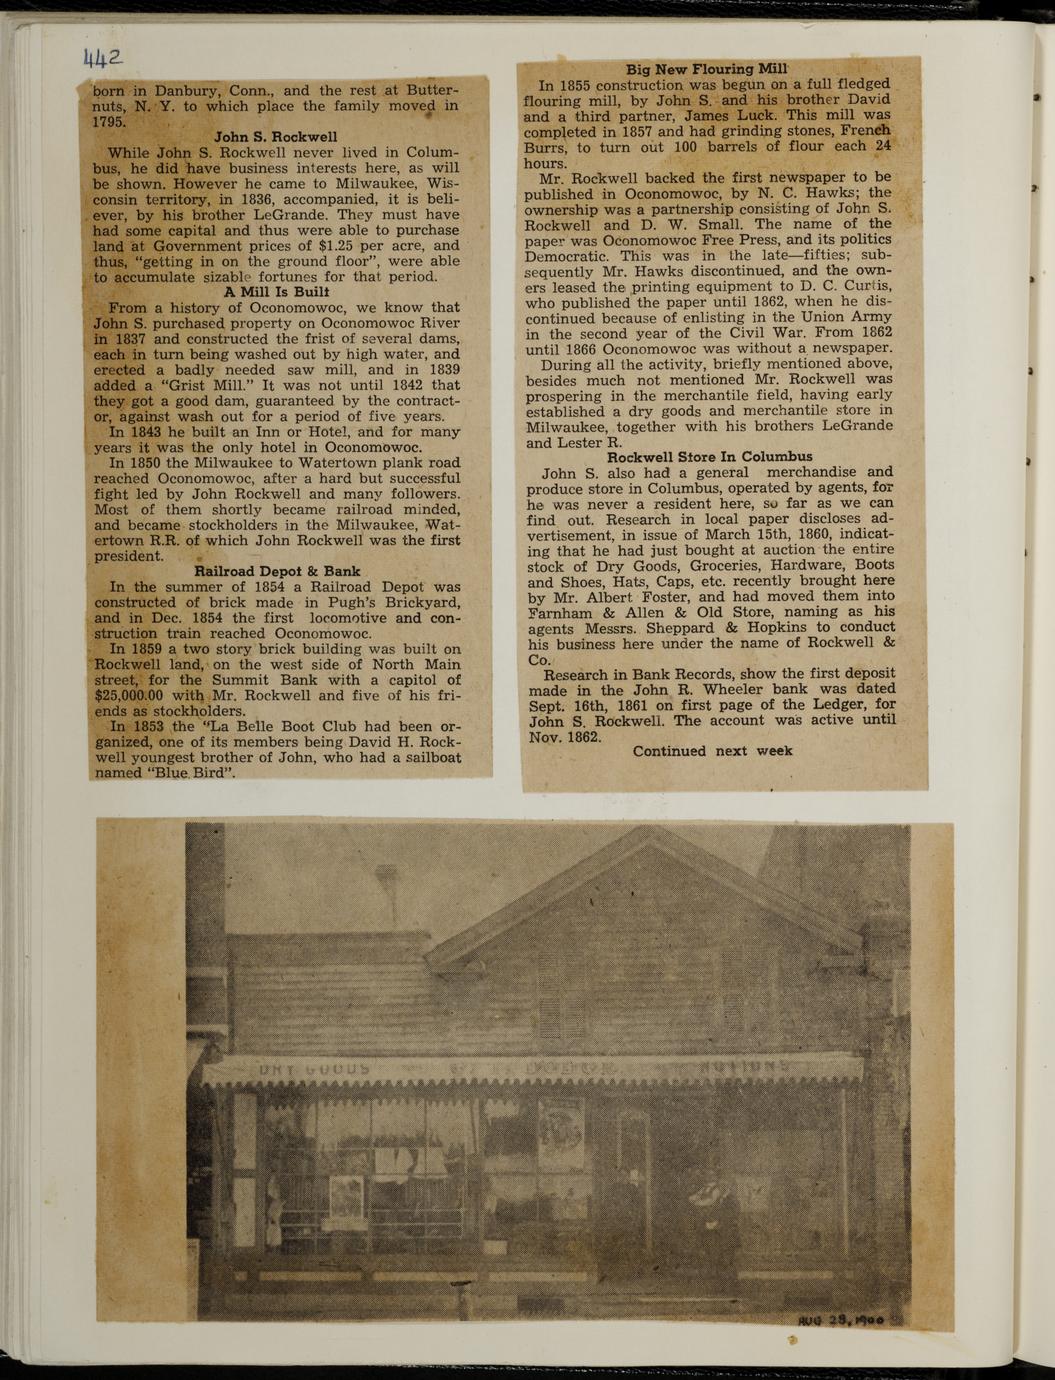 442
born in Danbury, Conn., and the rest at Butter-
nuts, N. Y. to which place the family moved in
1795.
John S. Rockwell
While John S. Rockwell never lived in Colum-
bus, he did have business interests here, as will
be shown. However he came to Milwaukee, Wis-
consin territory, in 1836, accompanied, it is beli-
ever, by his brother LeGrande. They must have
had some capital and thus were able to purchase
land at Government prices of $1.25 per acre, and
thus, “getting in on the ground floor”, were able
to accumulate sizable fortunes for that period.
A Mill Is Built
From a history of Oconomowoc, we know that
John S. purchased property on Oconomowoc River
in 1837 and constructed the frist of several dams,
each in turn being washed out by high water, and
erected a badly needed saw mill, and in 1839
added a “Grist Mill.” It was not until 1842 that
they got a good dam, guaranteed by the contract-
or, against wash out for a period of five years.
In 1843 he built an Inn or Hotel, and for many
years it was the only hotel in Oconomowoc.
In 1850 the Milwaukee to Watertown plank road
reached Oconomowoc, after a hard but successful
fight led by John Rockwell and many followers.
Most of them shortly became railroad minded,
and became stockholders in the Milwaukee, Wat-
ertown R.R. of which John Rockwell was the first
president.
Railroad Depot & Bank
In the summer of 1854 a Railroad Depot was
constructed of brick made in Pugh's Brickyard,
and in Dec. 1854 the first locomotive and con-
struction train reached Oconomowoc.
In 1859 a two story brick building was built on
Rockwell land, on the west side of North Main
street, for the Summit Bank with a capitol of
$25,000.00 with Mr. Rockwell and five of his fri-
ends as stockholders.
In 1853 the “La Belle Boot Club had been or-
ganized, one of its members being David H. Rock-
well youngest brother of John, who had a sailboat
named “Blue Bird”.
Big New Flouring Mill
In 1855 construction was begun on a full fledged
flouring mill, by John S. and his brother David
and a third partner, James Luck. This mill was
completed in 1857 and had grinding stones, French
Burrs, to turn out 100 barrels of flour each 24
hours.
Mr. Rockwell backed the first newspaper to be
published in Oconomowoc, by N. C. Hawks; the
ownership was a partnership consisting of John S.
Rockwell and D. W. Small. The name of the
paper was Oconomowoc Free Press, and its politics
Democratic. This was in the late—fifties; sub-
sequently Mr. Hawks discontinued, and the own-
ers leased the printing equipment to D. C. Curtis,
who published the paper until 1862, when he dis-
continued because of enlisting in the Union Army
in the second year of the Civil War. From 1862
until 1866 Oconomowoc was without a newspaper.
During all the activity, briefly mentioned above,
besides much not mentioned Mr. Rockwell was
prospering in the merchantile field, having early
established a dry goods and merchantile store in
Milwaukee, together with his brothers LeGrande
and Lester R.
Rockwell Store In Columbus
John S. also had a general merchandise and
produce store in Columbus, operated by agents, for
he was never a resident here, so far as we can
find out. Research in local paper discloses ad-
vertisement, in issue of March 15th, 1860, indicat-
ing that he had just bought at auction the entire
stock of Dry Goods, Groceries, Hardware, Boots
and Shoes, Hats, Caps, etc. recently brought here
by Mr. Albert Foster, and had moved them into
Farnham & Allen & Old Store, naming as his
agents Messrs. Sheppard & Hopkins to conduct
his business here under the name of Rockwell &
Co.
Research in Bank Records, show the first deposit
made in the John R. Wheeler bank was dated
Sept. 16th, 1861 on first page of the Ledger, for
John S. Rockwell. The account was active until
Nov. 1862.
Continued next week
DRY GOODS
NOTIONS
AUG 28, 1900